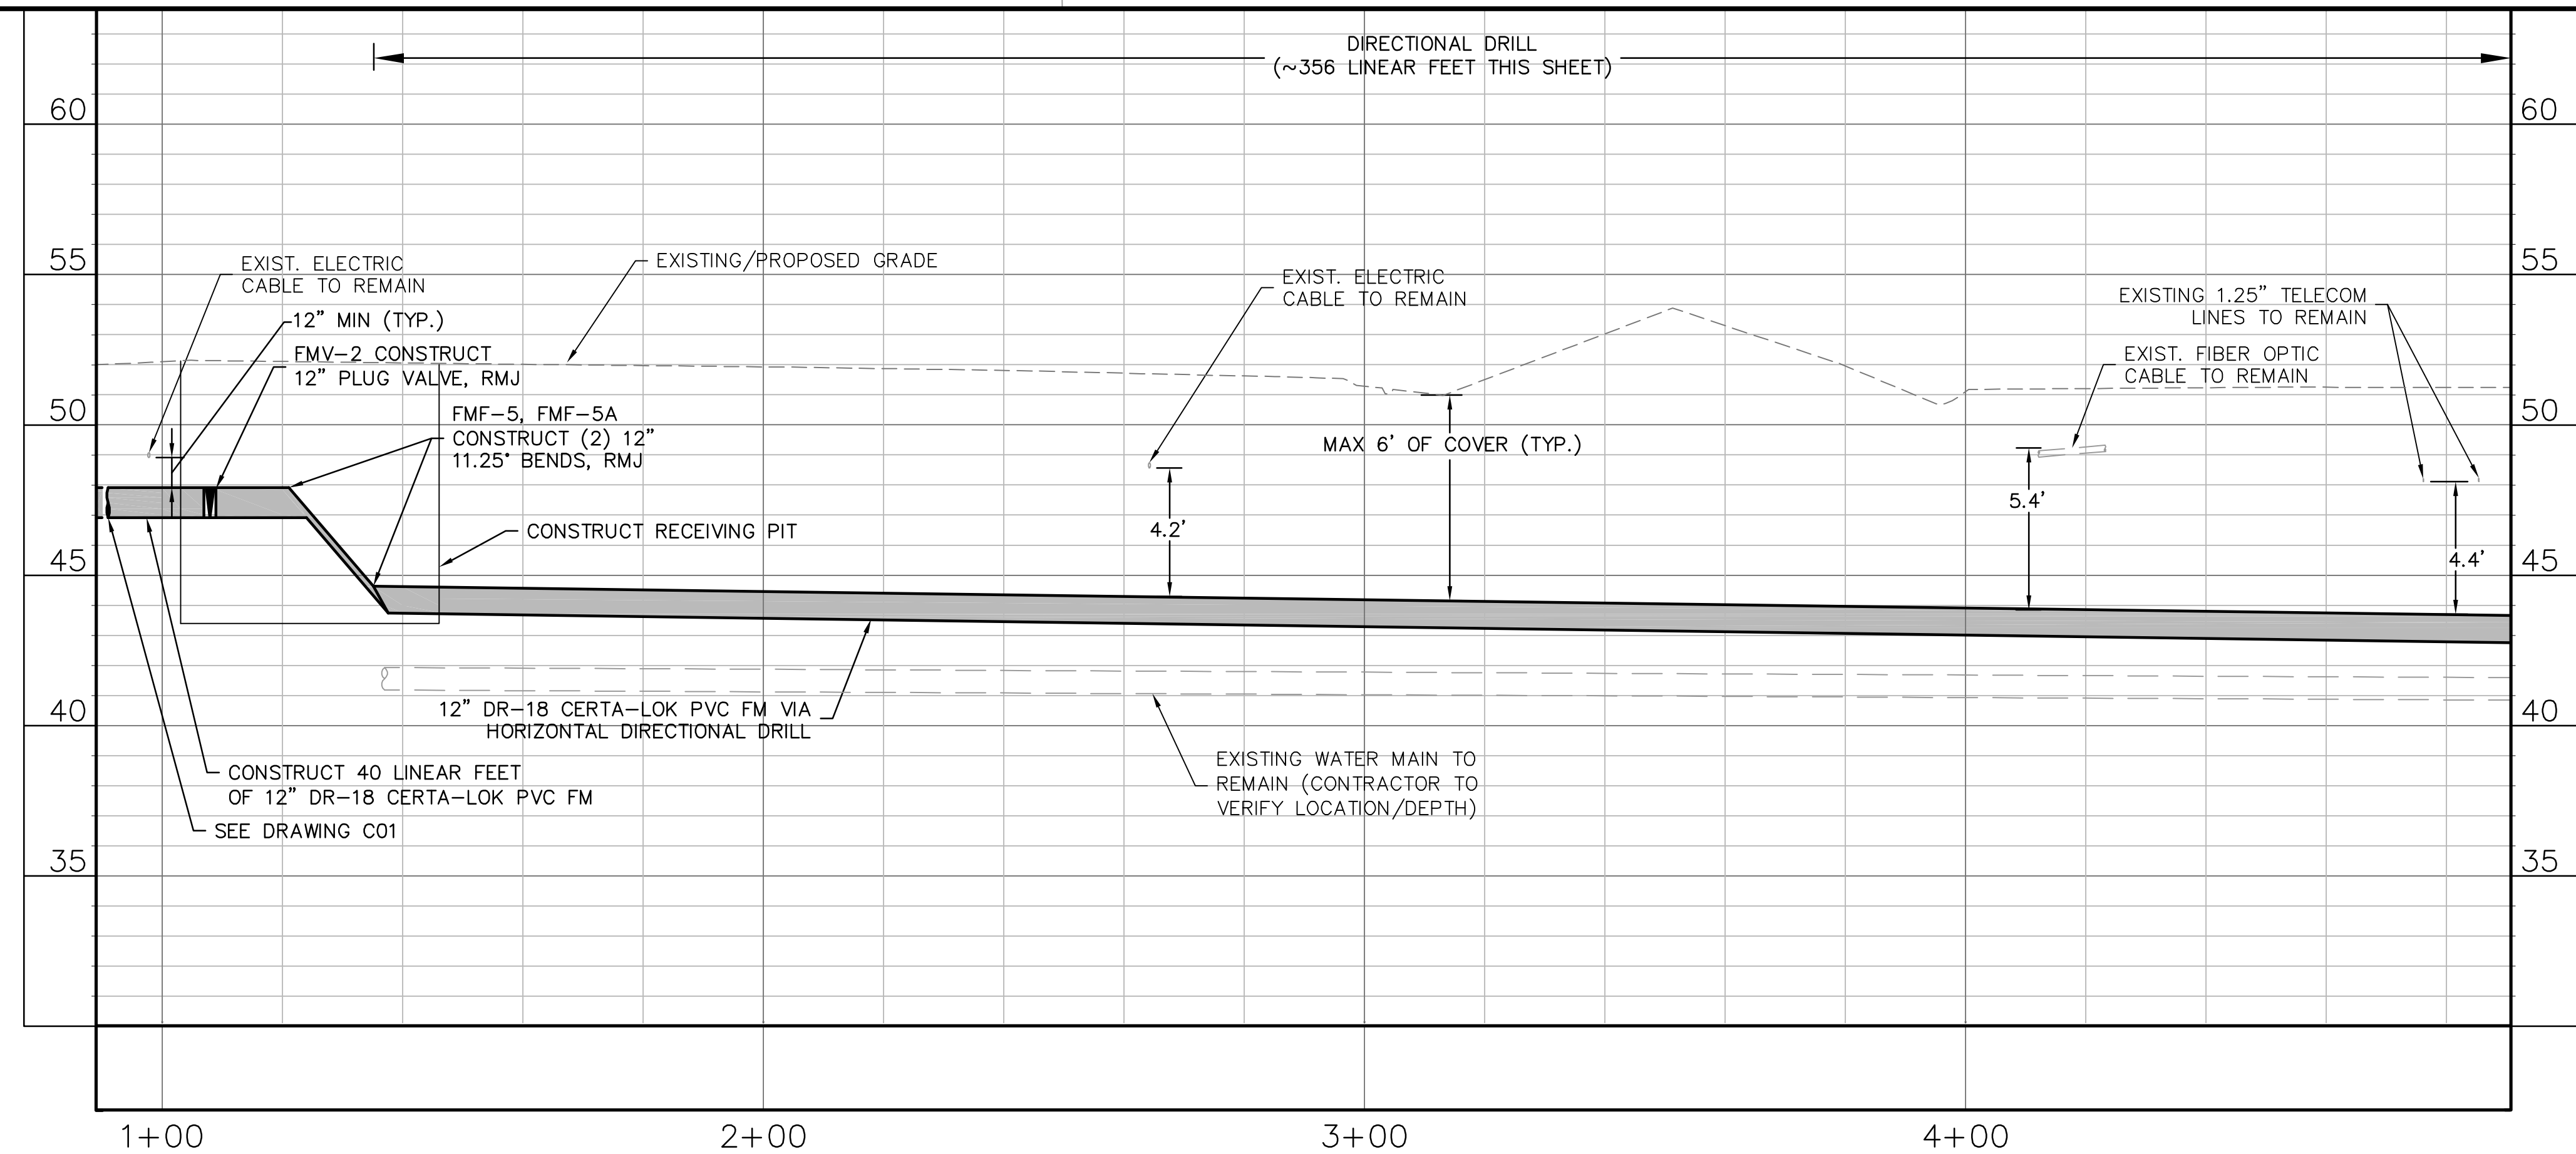 DIRECTIONAL DRILL
(~356 LINEAR FEET THIS SHEET)
60
60
55
55
EXIST. ELECTRIC
CABLE TO REMAIN
EXISTING/PROPOSED GRADE
EXIST. ELECTRIC
CABLE TO REMAIN
EXISTING 1.25" TELECOM
LINES TO REMAIN
12" MIN (TYP.)
FMV-2 CONSTRUCT
12" PLUG VALVE, RMJ
EXIST. FIBER OPTIC
CABLE TO REMAIN
50
50
FMF-5, FMF-5A
CONSTRUCT (2) 12"
11.25° BENDS, RMJ
MAX 6' OF COVER (TYP.)
5.4'
4.2'
CONSTRUCT RECEIVING PIT
4.4'
45
45
40
40
12" DR-18 CERTA-LOK PVC FM VIA
HORIZONTAL DIRECTIONAL DRILL
EXISTING WATER MAIN TO
REMAIN (CONTRACTOR TO
VERIFY LOCATION/DEPTH)
CONSTRUCT 40 LINEAR FEET
OF 12" DR-18 CERTA-LOK PVC FM
SEE DRAWING C01
35
35
1+00
2+00
3+00
4+00